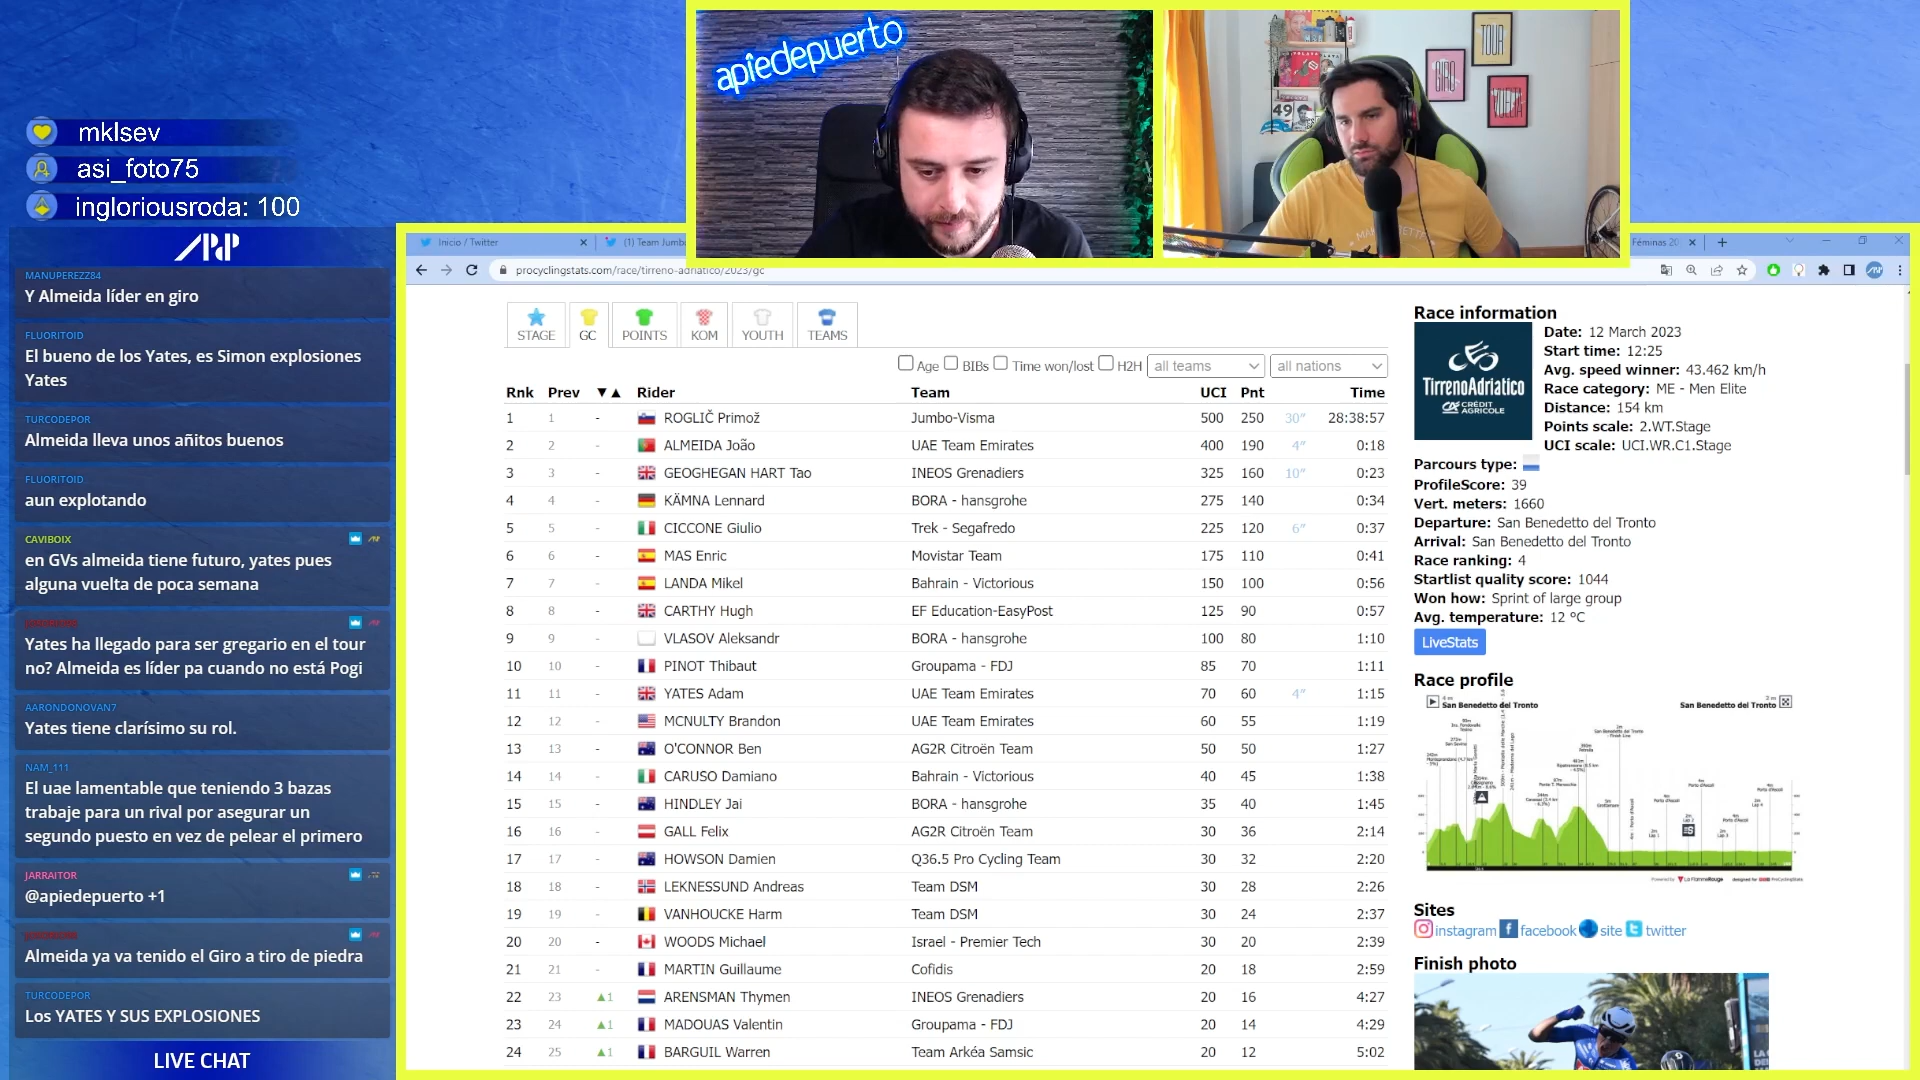 mklsev
asi_foto75
ingloriousroda: 100
MANUPEREZZ84
Y Almeida líder en giro
FLUORITOID
El bueno de los Yates, es Simon explosiones
Yates
TURCODEPOR
Almeida lleva unos añitos buenos
FLUORITOID
aun explotando
CAVIBOIX
en GVs almeida tiene futuro, yates pues
alguna vuelta de poca semana
Yates ha llegado para ser gregario en el tour
no? Almeida es líder pa cuando no está Pogi
AARONDONOVAN7
Yates tiene clarísimo su rol.
NAM_111
El uae lamentable que teniendo 3 bazas
trabaje para un rival por asegurar un
segundo puesto en vez de pelear el primero
JARRAITOR
@apiedepuerto +1
Almeida ya va tenido el Giro a tiro de piedra
TURCODEPOR
Los YATES Y SUS EXPLOSIONES
LIVE CHAT
apiedepuerto
TOUR
GIRO
VUELTA
49
Inicio / Twitter
(1) Team Jumb
Féminas 20
procyclingstats.com/race/tirreno-adriatico/2023/gc
STAGE GC POINTS KOM YOUTH TEAMS
Age BIBs Time won/lost H2H all teams all nations
Rnk Prev ▼▲ Rider Team UCI Pnt Time
1 1 - ROGLIČ Primož Jumbo-Visma 500 250 30″ 28:38:57
2 2 - ALMEIDA João UAE Team Emirates 400 190 4″ 0:18
3 3 - GEOGHEGAN HART Tao INEOS Grenadiers 325 160 10″ 0:23
4 4 - KÄMNA Lennard BORA - hansgrohe 275 140 0:34
5 5 - CICCONE Giulio Trek - Segafredo 225 120 6″ 0:37
6 6 - MAS Enric Movistar Team 175 110 0:41
7 7 - LANDA Mikel Bahrain - Victorious 150 100 0:56
8 8 - CARTHY Hugh EF Education-EasyPost 125 90 0:57
9 9 - VLASOV Aleksandr BORA - hansgrohe 100 80 1:10
10 10 - PINOT Thibaut Groupama - FDJ 85 70 1:11
11 11 - YATES Adam UAE Team Emirates 70 60 4″ 1:15
12 12 - MCNULTY Brandon UAE Team Emirates 60 55 1:19
13 13 - O'CONNOR Ben AG2R Citroën Team 50 50 1:27
14 14 - CARUSO Damiano Bahrain - Victorious 40 45 1:38
15 15 - HINDLEY Jai BORA - hansgrohe 35 40 1:45
16 16 - GALL Felix AG2R Citroën Team 30 36 2:14
17 17 - HOWSON Damien Q36.5 Pro Cycling Team 30 32 2:20
18 18 - LEKNESSUND Andreas Team DSM 30 28 2:26
19 19 - VANHOUCKE Harm Team DSM 30 24 2:37
20 20 - WOODS Michael Israel - Premier Tech 30 20 2:39
21 21 - MARTIN Guillaume Cofidis 20 18 2:59
22 23 ▲1 ARENSMAN Thymen INEOS Grenadiers 20 16 4:27
23 24 ▲1 MADOUAS Valentin Groupama - FDJ 20 14 4:29
24 25 ▲1 BARGUIL Warren Team Arkéa Samsic 20 12 5:02
Race information
TirrenoAdriatico
CRÉDIT
AGRICOLE
Date: 12 March 2023
Start time: 12:25
Avg. speed winner: 43.462 km/h
Race category: ME - Men Elite
Distance: 154 km
Points scale: 2.WT.Stage
UCI scale: UCI.WR.C1.Stage
Parcours type:
ProfileScore: 39
Vert. meters: 1660
Departure: San Benedetto del Tronto
Arrival: San Benedetto del Tronto
Race ranking: 4
Startlist quality score: 1044
Won how: Sprint of large group
Avg. temperature: 12 °C
LiveStats
Race profile
San Benedetto del Tronto
San Benedetto del Tronto
Sites
instagram facebook site twitter
Finish photo